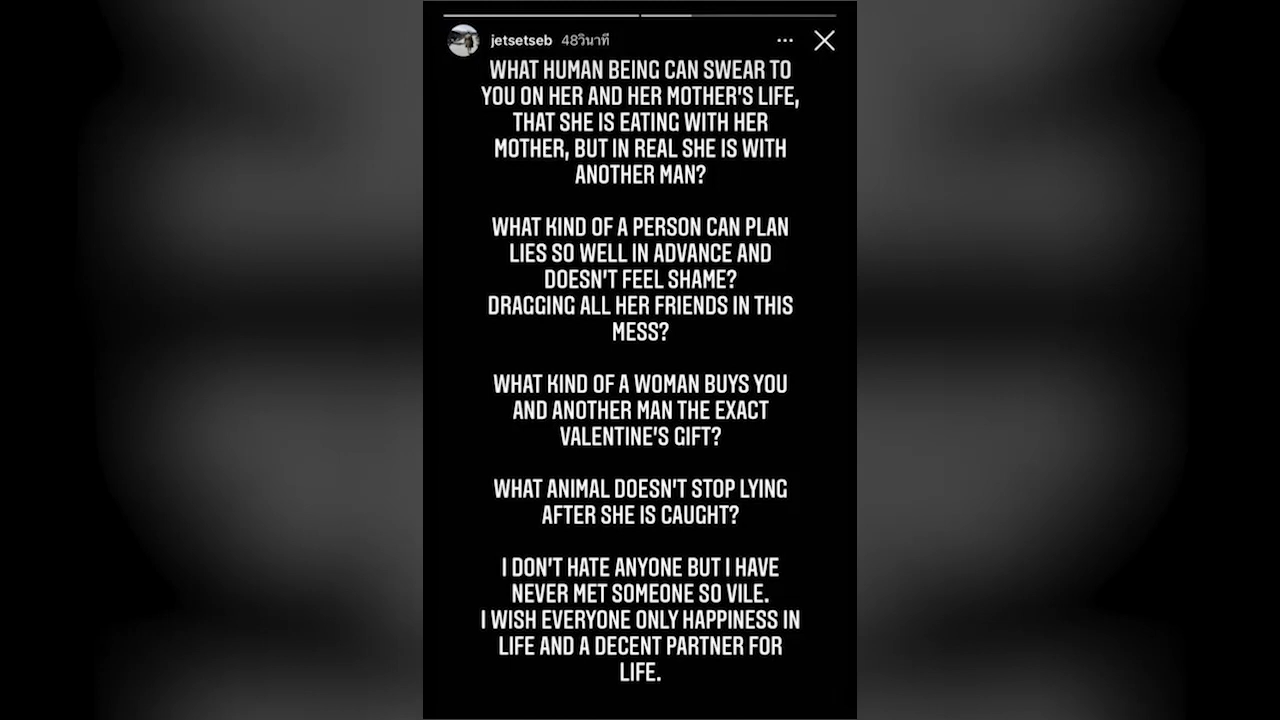 jetsetseb 48วินาที
WHAT HUMAN BEING CAN SWEAR TO
YOU ON HER AND HER MOTHER'S LIFE,
THAT SHE IS EATING WITH HER
MOTHER, BUT IN REAL SHE IS WITH
ANOTHER MAN?
WHAT KIND OF A PERSON CAN PLAN
LIES SO WELL IN ADVANCE AND
DOESN'T FEEL SHAME?
DRAGGING ALL HER FRIENDS IN THIS
MESS?
WHAT KIND OF A WOMAN BUYS YOU
AND ANOTHER MAN THE EXACT
VALENTINE'S GIFT?
WHAT ANIMAL DOESN'T STOP LYING
AFTER SHE IS CAUGHT?
I DON'T HATE ANYONE BUT I HAVE
NEVER MET SOMEONE SO VILE.
I WISH EVERYONE ONLY HAPPINESS IN
LIFE AND A DECENT PARTNER FOR
LIFE.